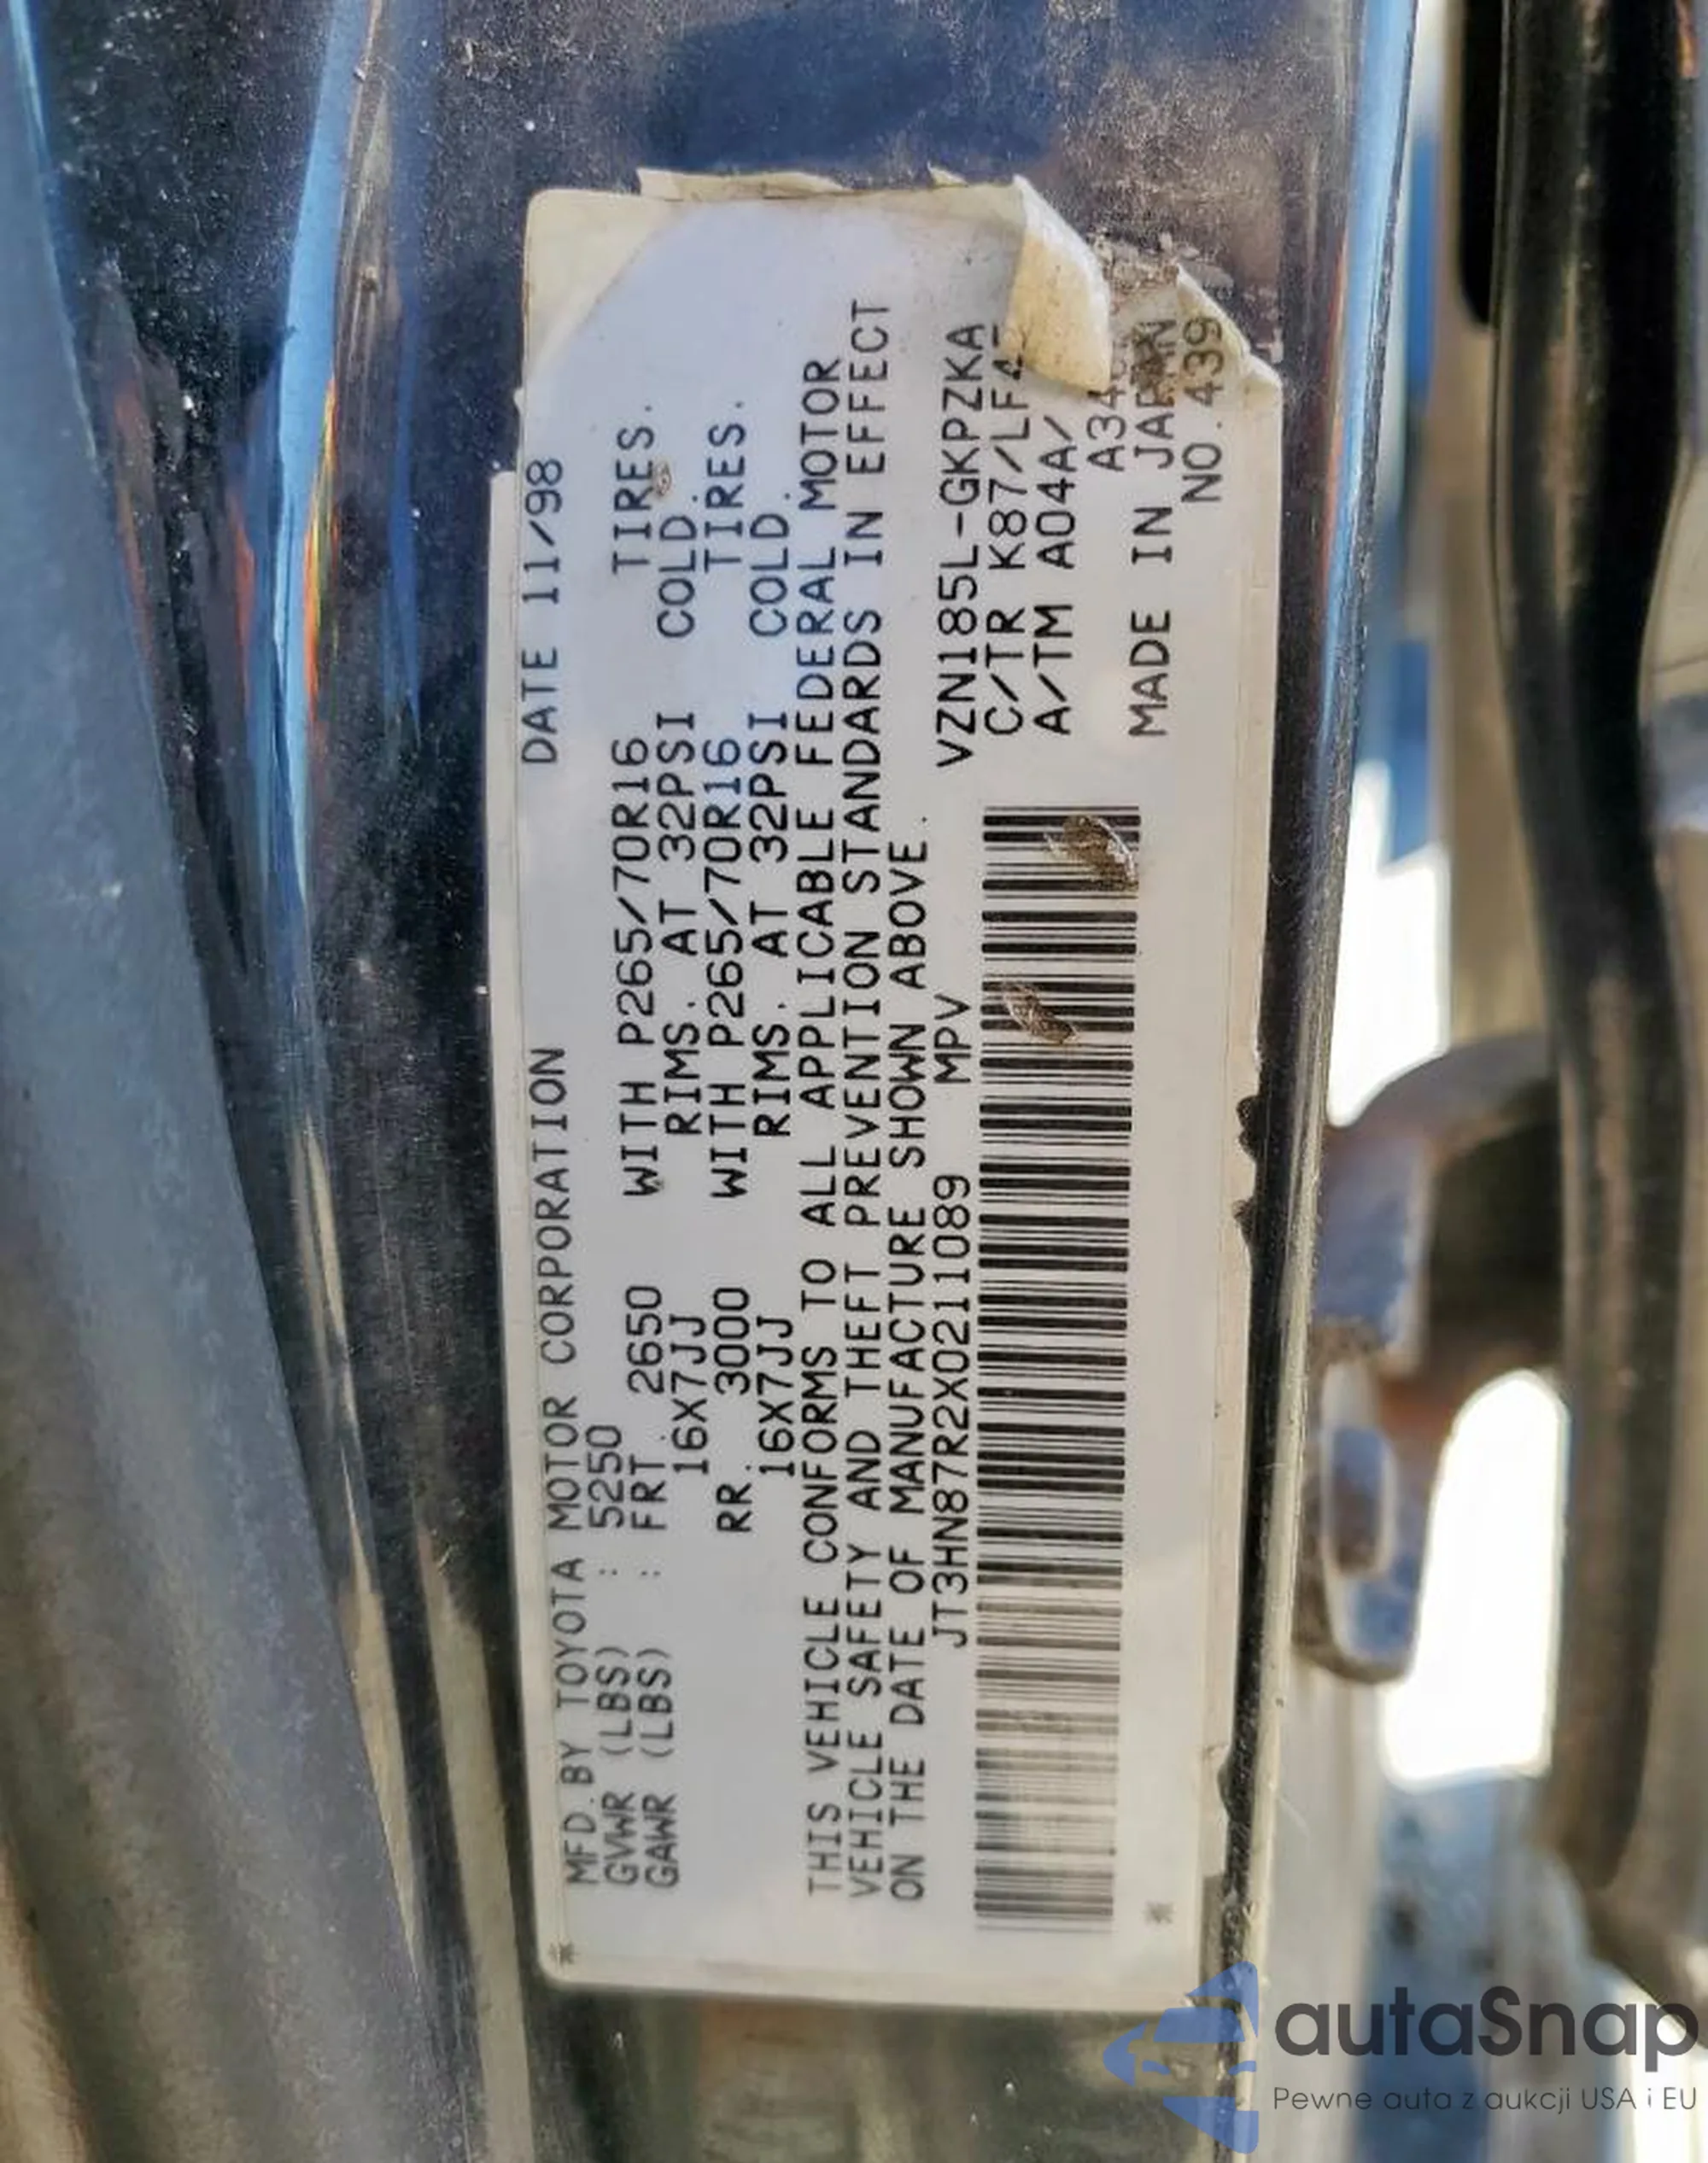 MFD.BY TOYOTA MOTOR CORPORATION DATE 11/98
GVWR (LBS) : 5250
GAWR (LBS) : FRT. 2650 WITH P265/70R16 TIRES.
16X7JJ RIMS. AT 32PSI COLD.
RR. 3000 WITH P265/70R16 TIRES.
16X7JJ RIMS. AT 32PSI COLD.
THIS VEHICLE CONFORMS TO ALL APPLICABLE FEDERAL MOTOR
VEHICLE SAFETY AND THEFT PREVENTION STANDARDS IN EFFECT
ON THE DATE OF MANUFACTURE SHOWN ABOVE.
JT3HN87R2X0211089 MPV VZN185L-GKPZKA
C/TR K87/
A/TM A04A/
MADE IN JAPAN
NO.439
autaSnap
Pewne auta z aukcji USA i EU